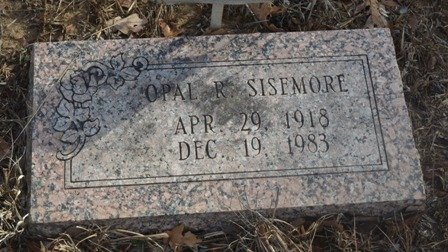 OPAL R. SISEMORE
APR. 29. 1918
DEC. 19. 1983